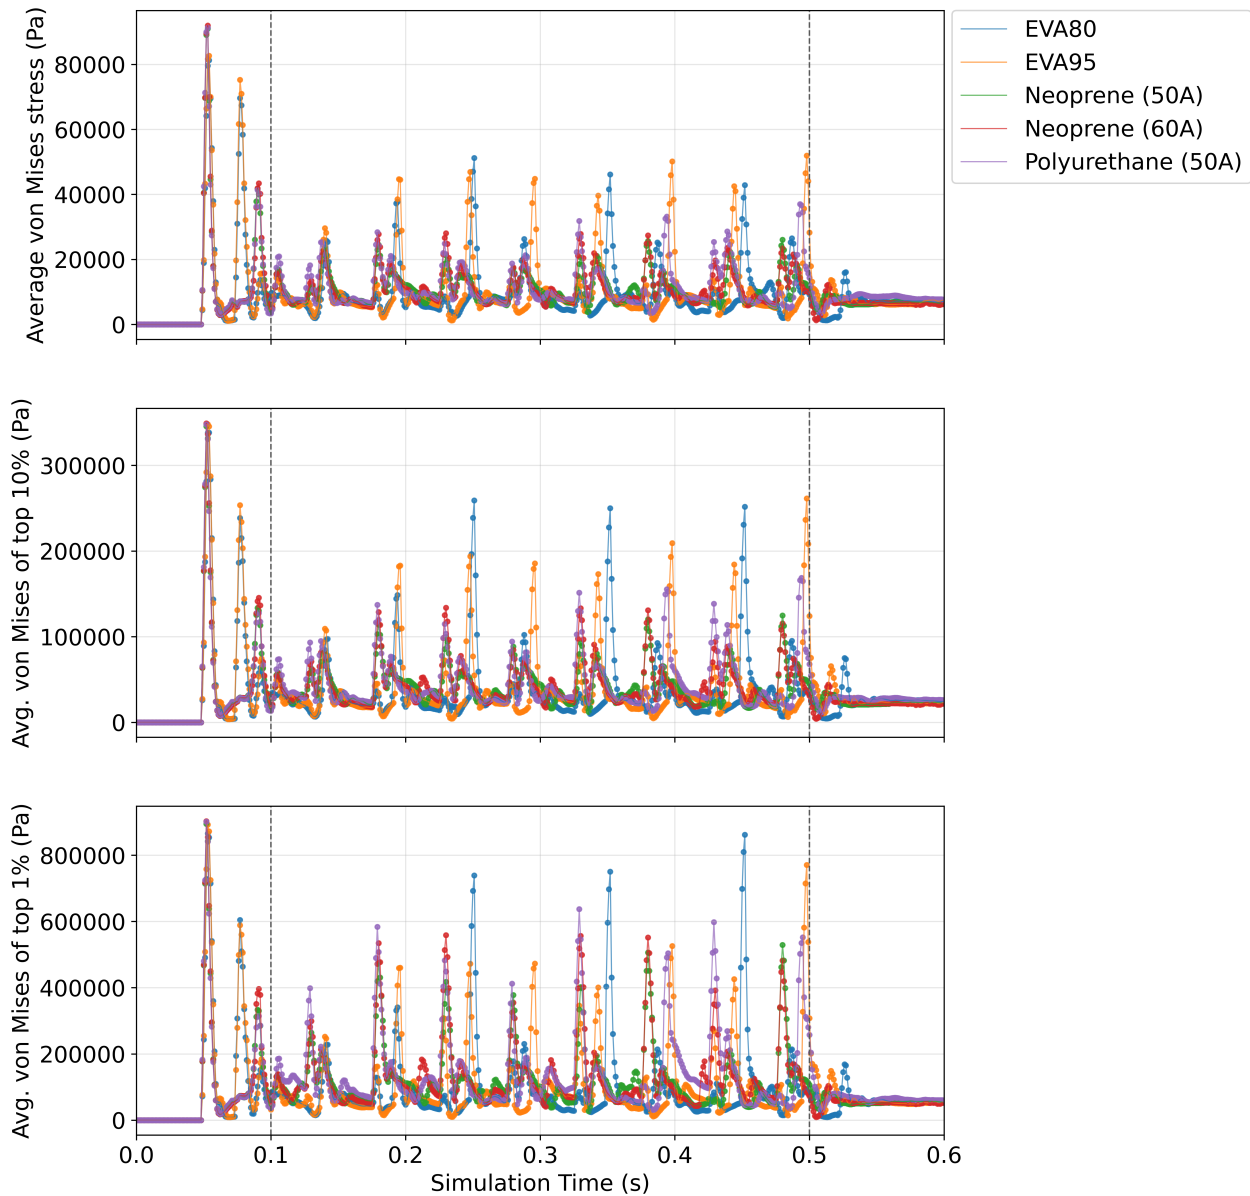 Average von Mises stress (Pa)
80000
60000
40000
20000
0
EVA80
EVA95
Neoprene (50A)
Neoprene (60A)
Polyurethane (50A)
Avg. von Mises of top 10% (Pa)
300000
200000
100000
0
Avg. von Mises of top 1% (Pa)
800000
600000
400000
200000
0
0.0 0.1 0.2 0.3 0.4 0.5 0.6
Simulation Time (s)